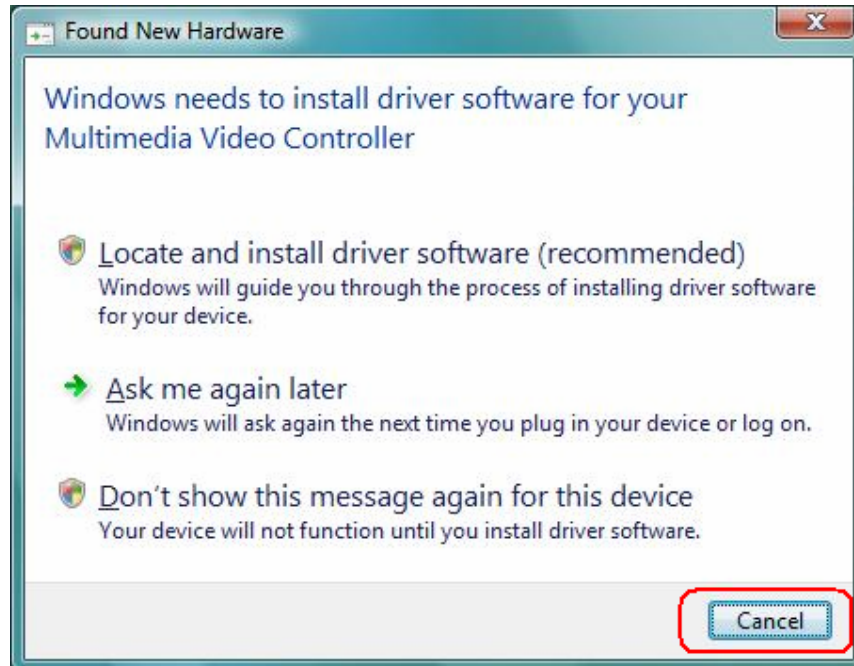 Found New Hardware
Windows needs to install driver software for your
Multimedia Video Controller
Locate and install driver software (recommended)
Windows will guide you through the process of installing driver software
for your device.
Ask me again later
Windows will ask again the next time you plug in your device or log on.
Don't show this message again for this device
Your device will not function until you install driver software.
Cancel